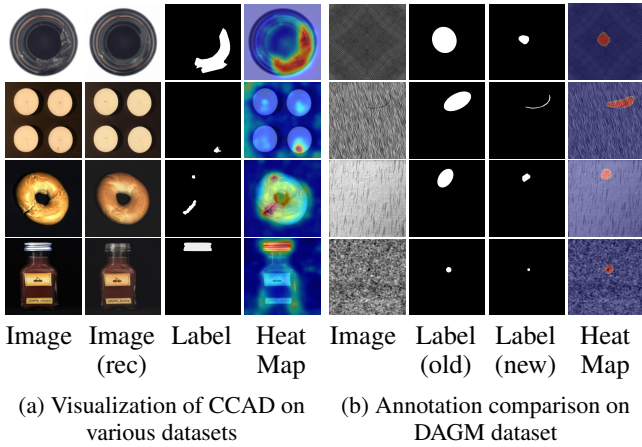 Image Image Label Heat Image Label Label Heat
(rec) Map (old) (new) Map
(a) Visualization of CCAD on (b) Annotation comparison on
various datasets DAGM dataset